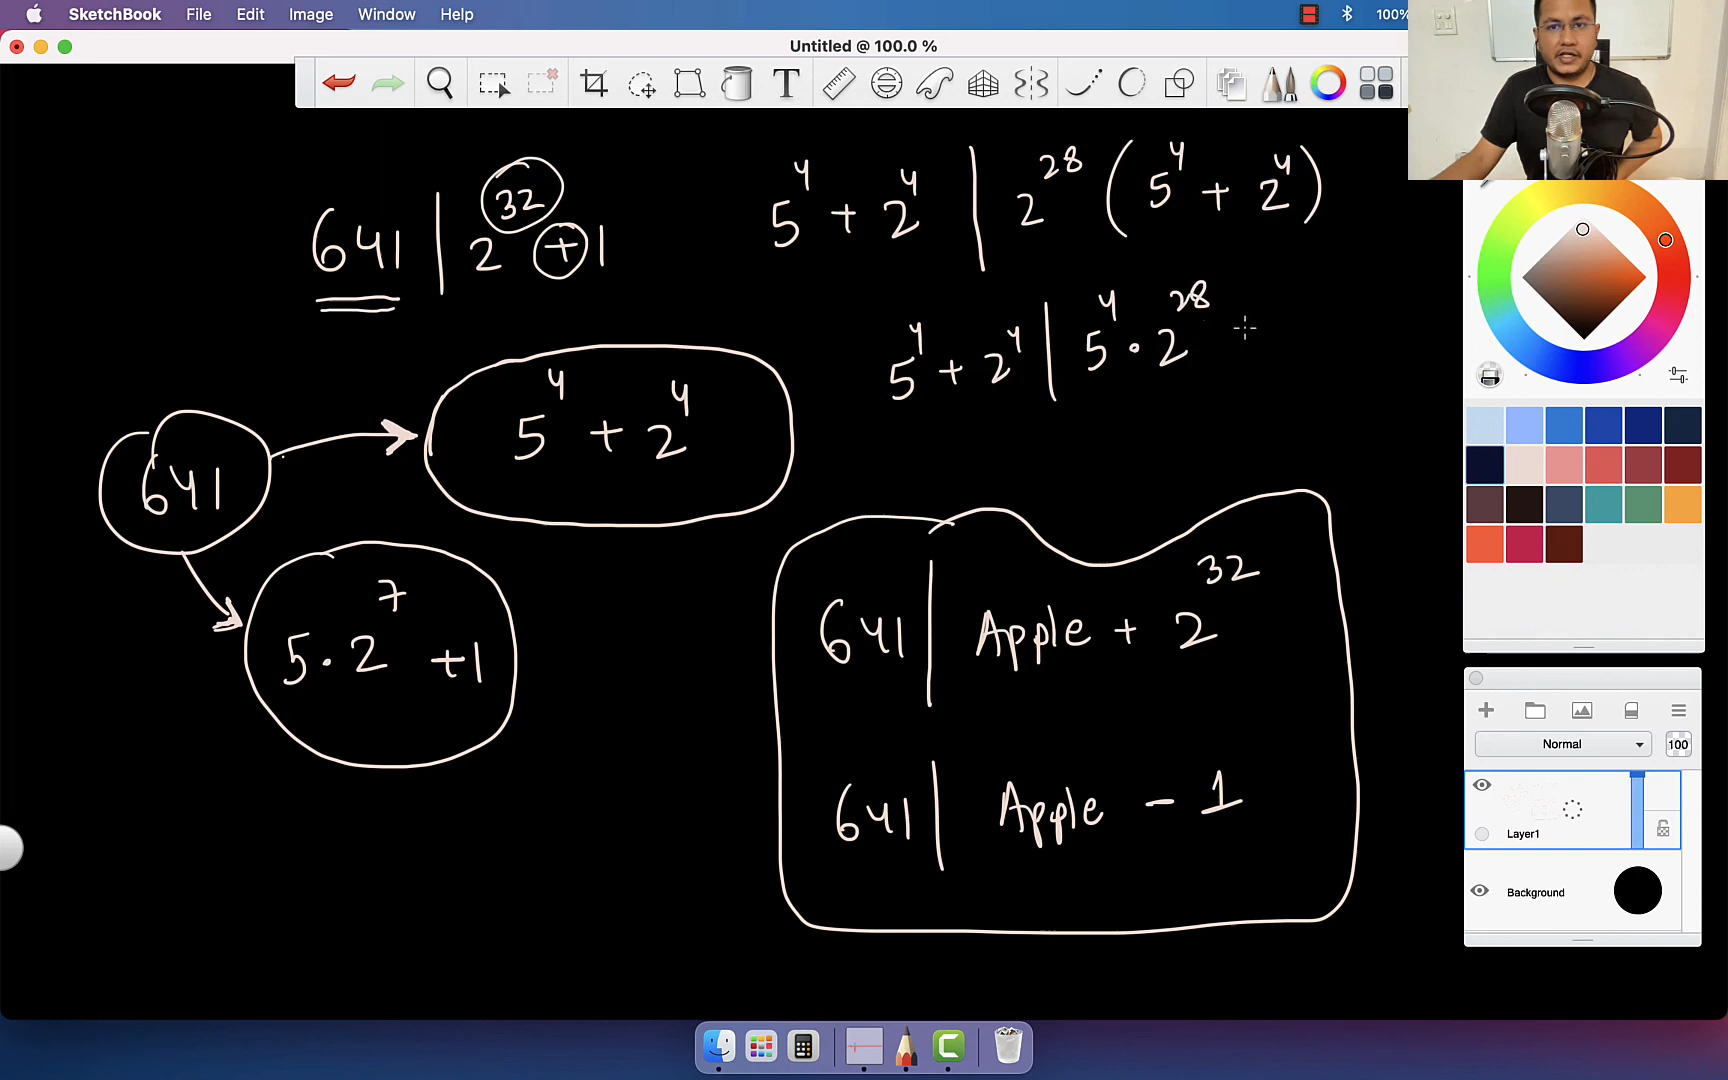 SketchBook File Edit Image Window Help 100%
Untitled @ 100.0 %
T
641 | 2^32 + 1
5^4 + 2^4 | 2^28 (5^4 + 2^4)
5^4 + 2^4 | 5^4 · 2^28
641
5^4 + 2^4
5 · 2^7 + 1
641 | Apple + 2^32
641 | Apple - 1
Normal 100
Layer1
Background